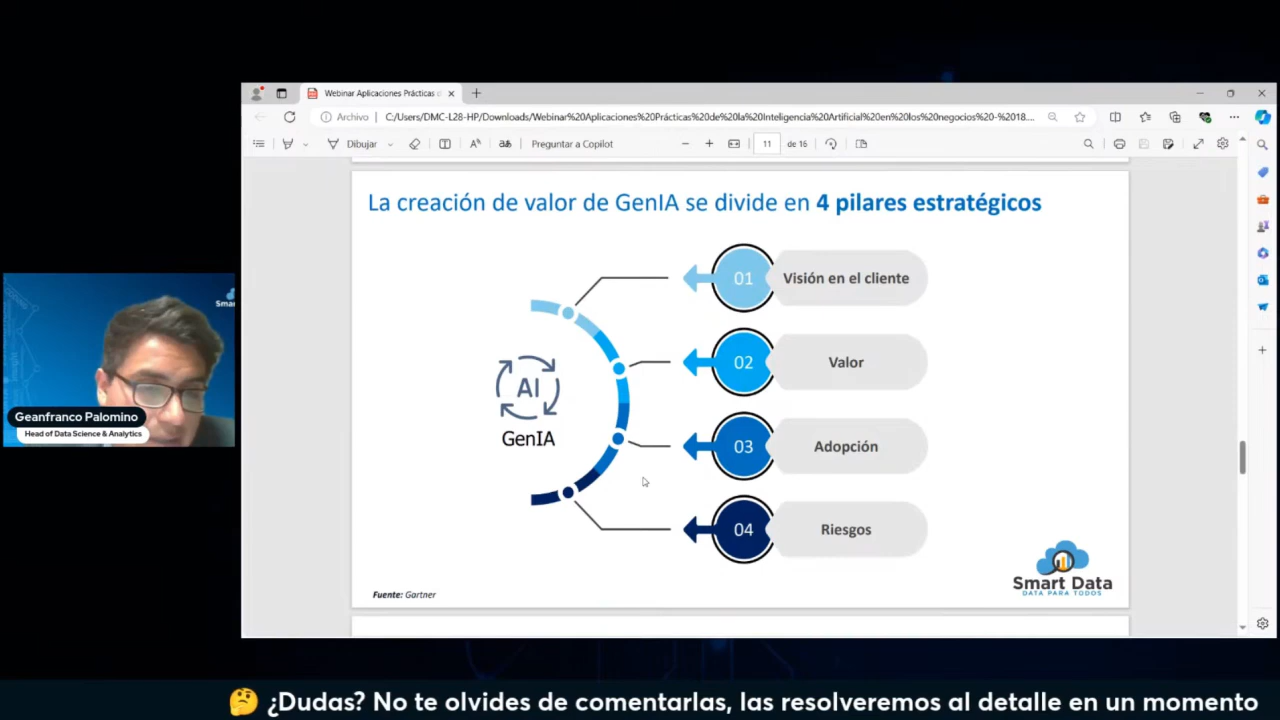 Webinar Aplicaciones Prácticas d
Archivo
C:/Users/DMC-L28-HP/Downloads/Webinar%20Aplicaciones%20Prácticas%20de%20la%20Inteligencia%20Artificial%20en%20los%20negocios%20-%2018....
Dibujar
Preguntar a Copilot
11 de 16
La creación de valor de GenIA se divide en 4 pilares estratégicos
01 Visión en el cliente
02 Valor
AI
GenIA
03 Adopción
04 Riesgos
Smart Data
DATA PARA TODOS
Fuente: Gartner
Smar
Geanfranco Palomino
Head of Data Science & Analytics
¿Dudas? No te olvides de comentarlas, las resolveremos al detalle en un momento